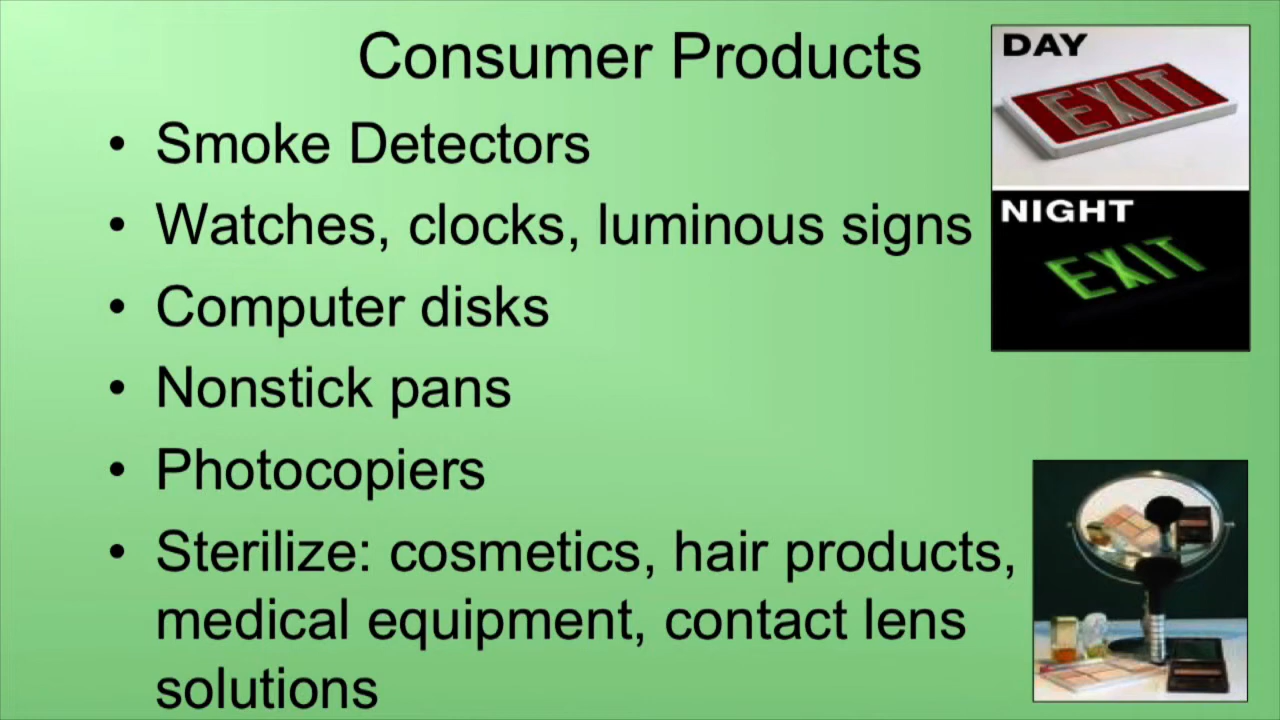 Consumer Products
• Smoke Detectors
• Watches, clocks, luminous signs
• Computer disks
• Nonstick pans
• Photocopiers
• Sterilize: cosmetics, hair products,
medical equipment, contact lens
solutions
DAY
EXIT
NIGHT
EXIT